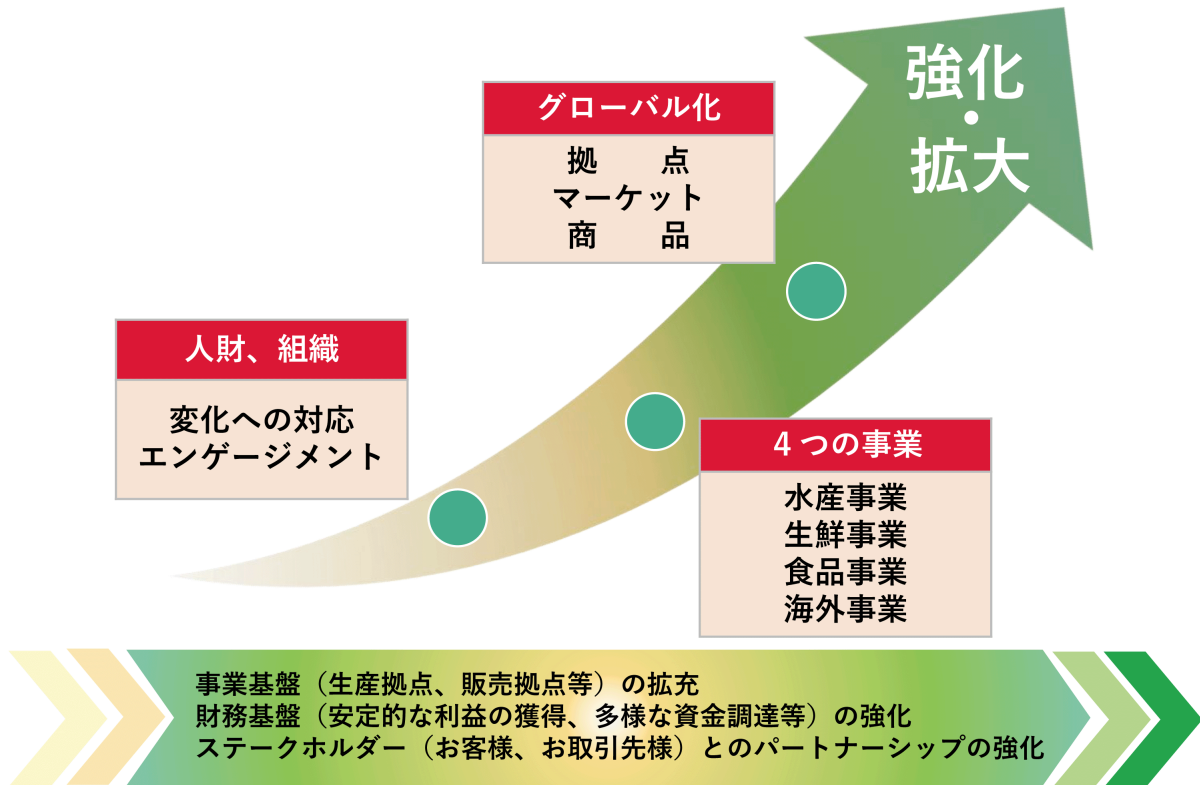 強化
・
拡大
グローバル化
拠　　点
マーケット
商　　品
人財、組織
変化への対応
エンゲージメント
4つの事業
水産事業
生鮮事業
食品事業
海外事業
事業基盤（生産拠点、販売拠点等）の拡充
財務基盤（安定的な利益の獲得、多様な資金調達等）の強化
ステークホルダー（お客様、お取引先様）とのパートナーシップの強化